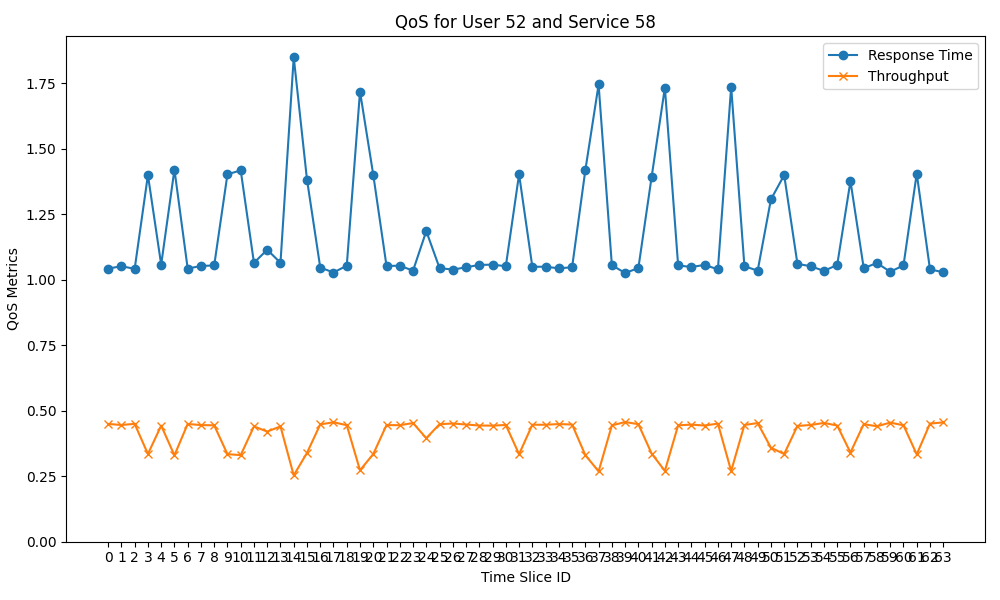 QoS for User 52 and Service 58
Response Time
Throughput
QoS Metrics
1.75
1.50
1.25
1.00
0.75
0.50
0.25
0.00
0 1 2 3 4 5 6 7 8 9 10 11 12 13 14 15 16 17 18 19 20 21 22 23 24 25 26 27 28 29 30 31 32 33 34 35 36 37 38 39 40 41 42 43 44 45 46 47 48 49 50 51 52 53 54 55 56 57 58 59 60 61 62 63
Time Slice ID